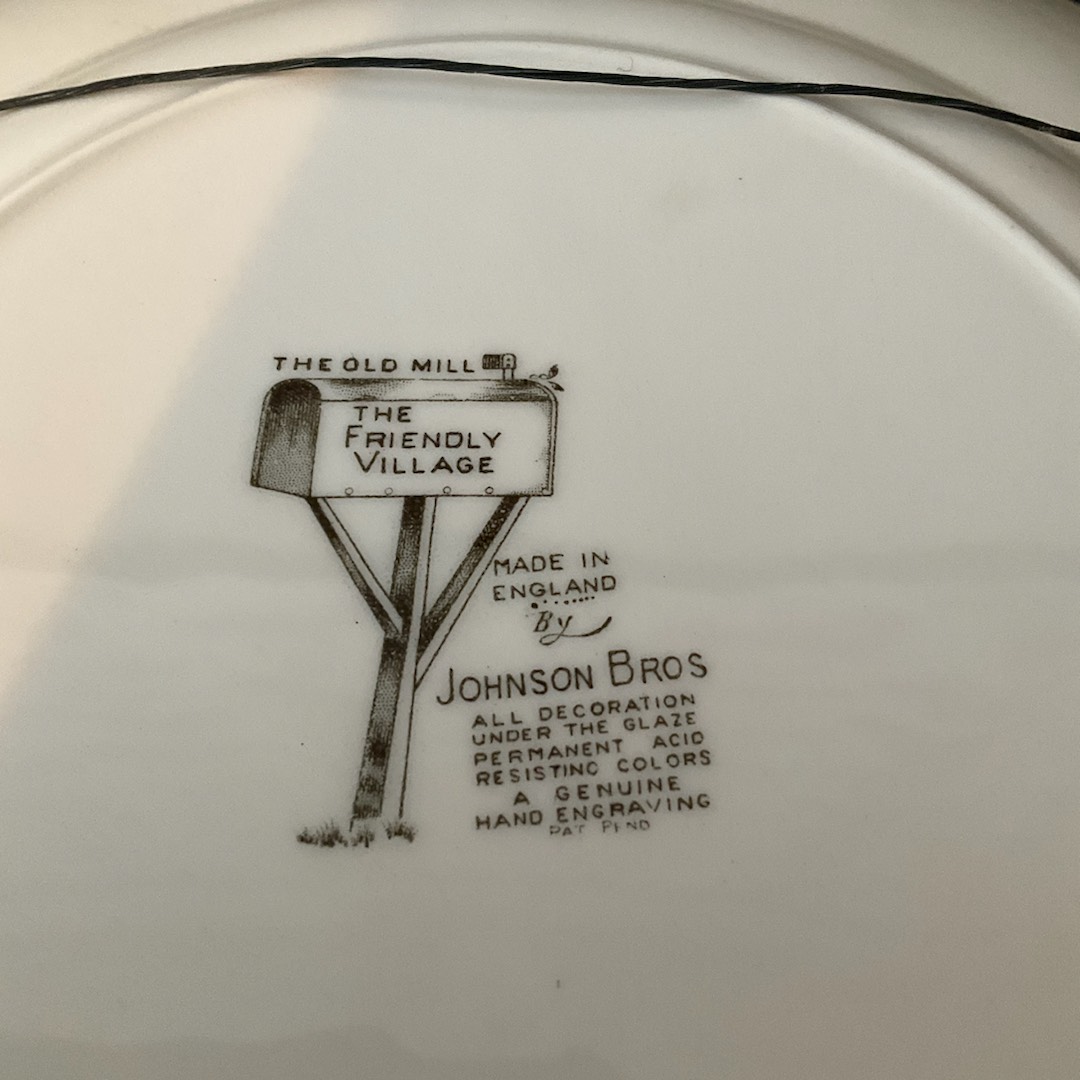 THE OLD MILL
THE
FRIENDLY
VILLAGE
MADE IN
ENGLAND
By
JOHNSON BROS
ALL DECORATION
UNDER THE GLAZE
PERMANENT ACID
RESISTING COLORS
A GENUINE
HAND ENGRAVING
PAT PEND